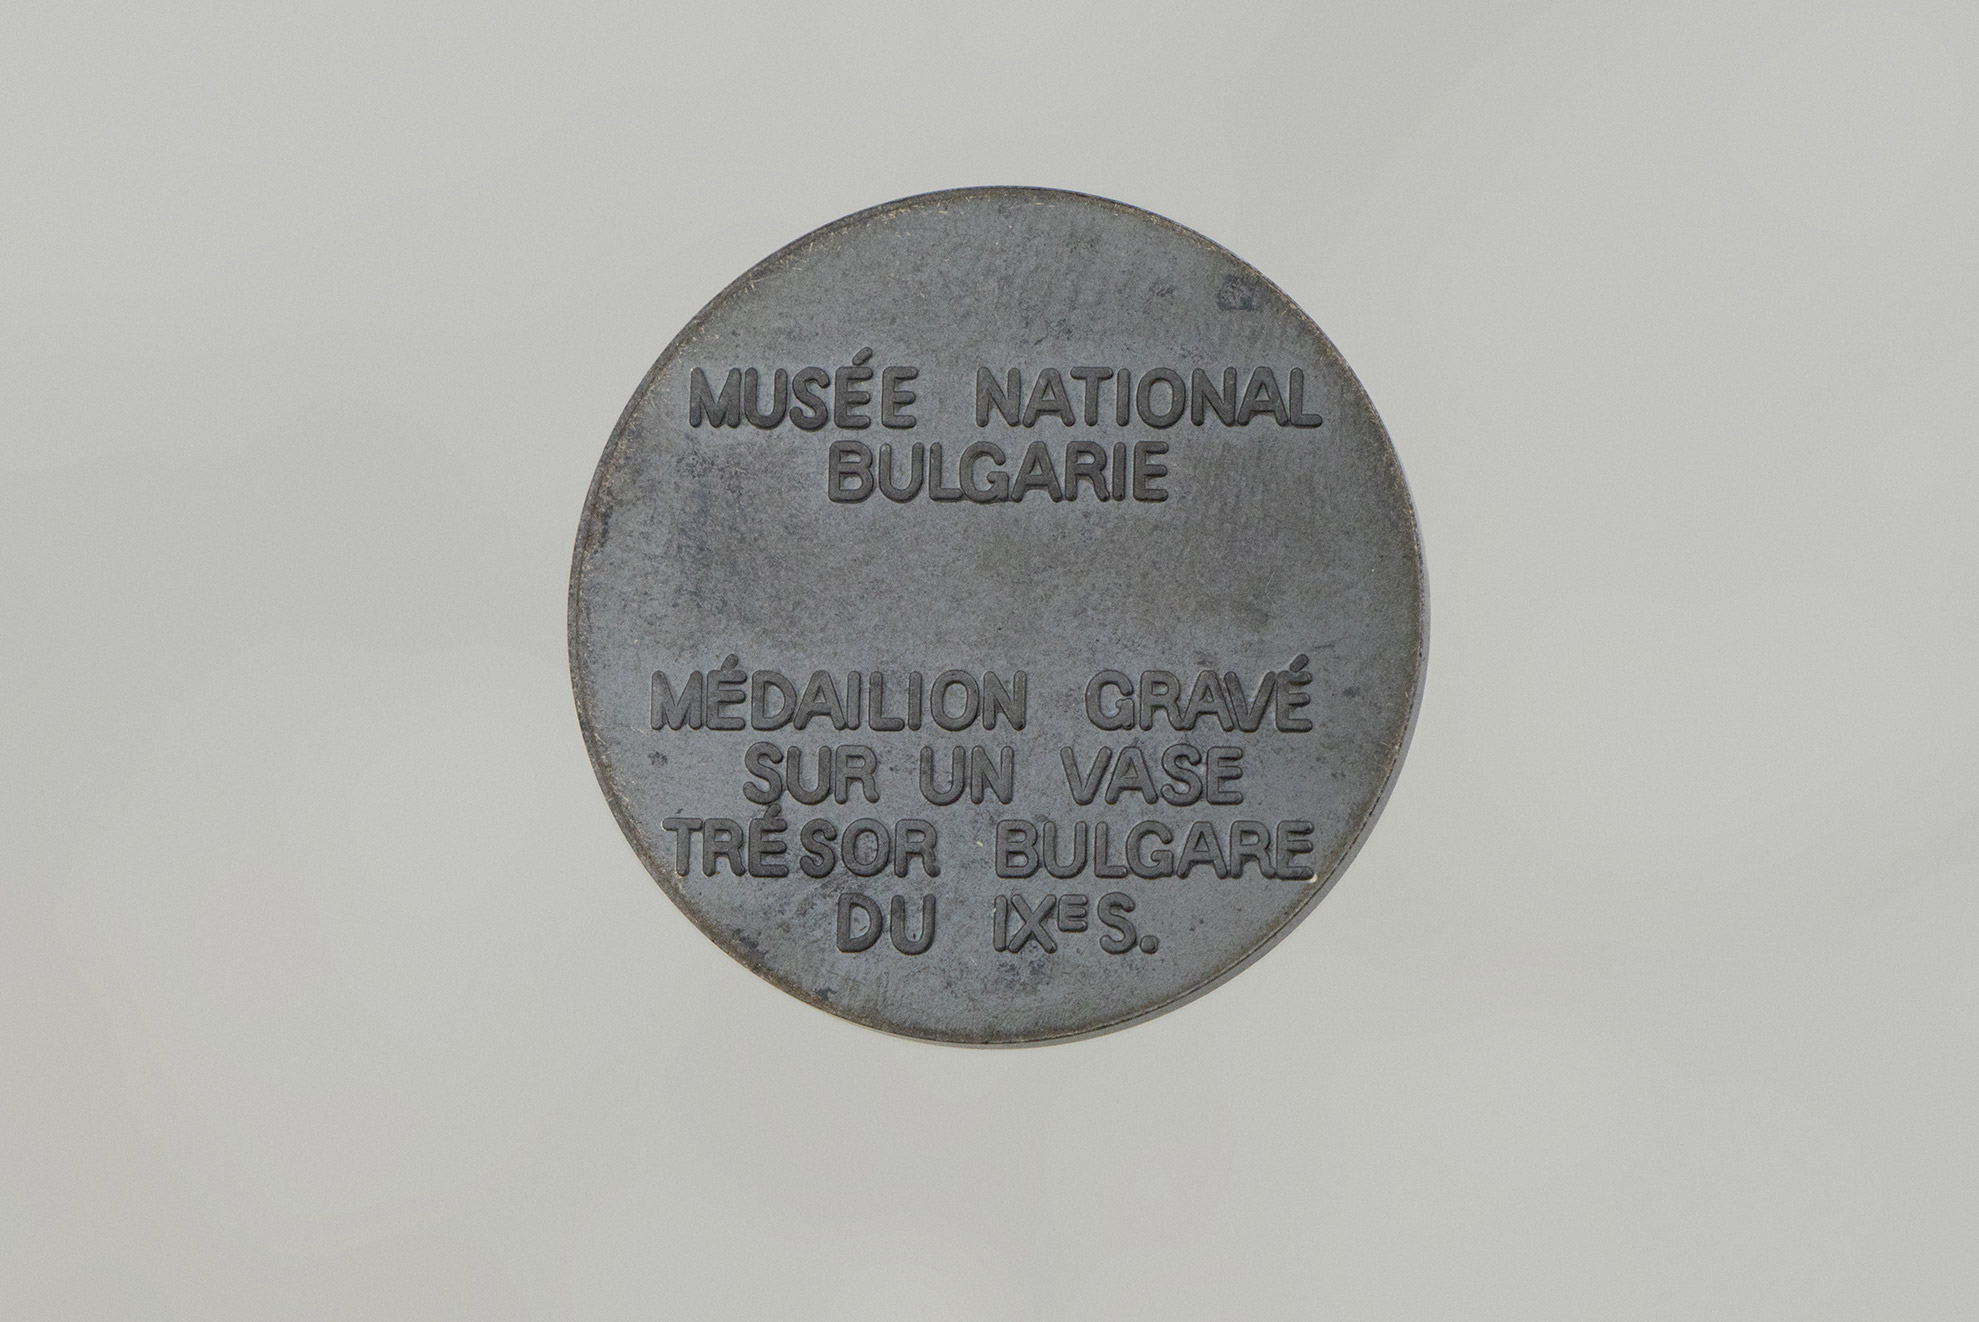 MUSÉE NATIONAL
BULGARIE
MÉDAILION GRAVÉ
SUR UN VASE
TRÉSOR BULGARE
DU IXE S.